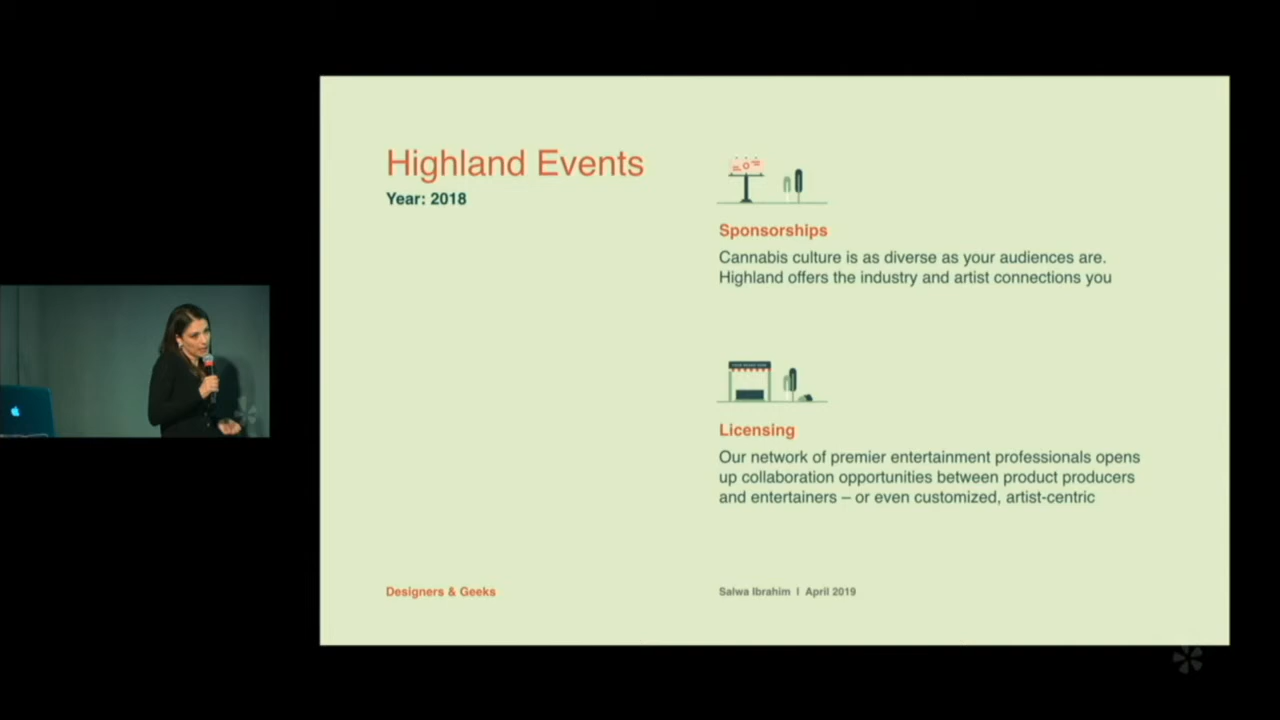 Highland Events
Year: 2018
Sponsorships
Cannabis culture is as diverse as your audiences are.
Highland offers the industry and artist connections you
Licensing
Our network of premier entertainment professionals opens
up collaboration opportunities between product producers
and entertainers – or even customized, artist-centric
Designers & Geeks
Salwa Ibrahim | April 2019